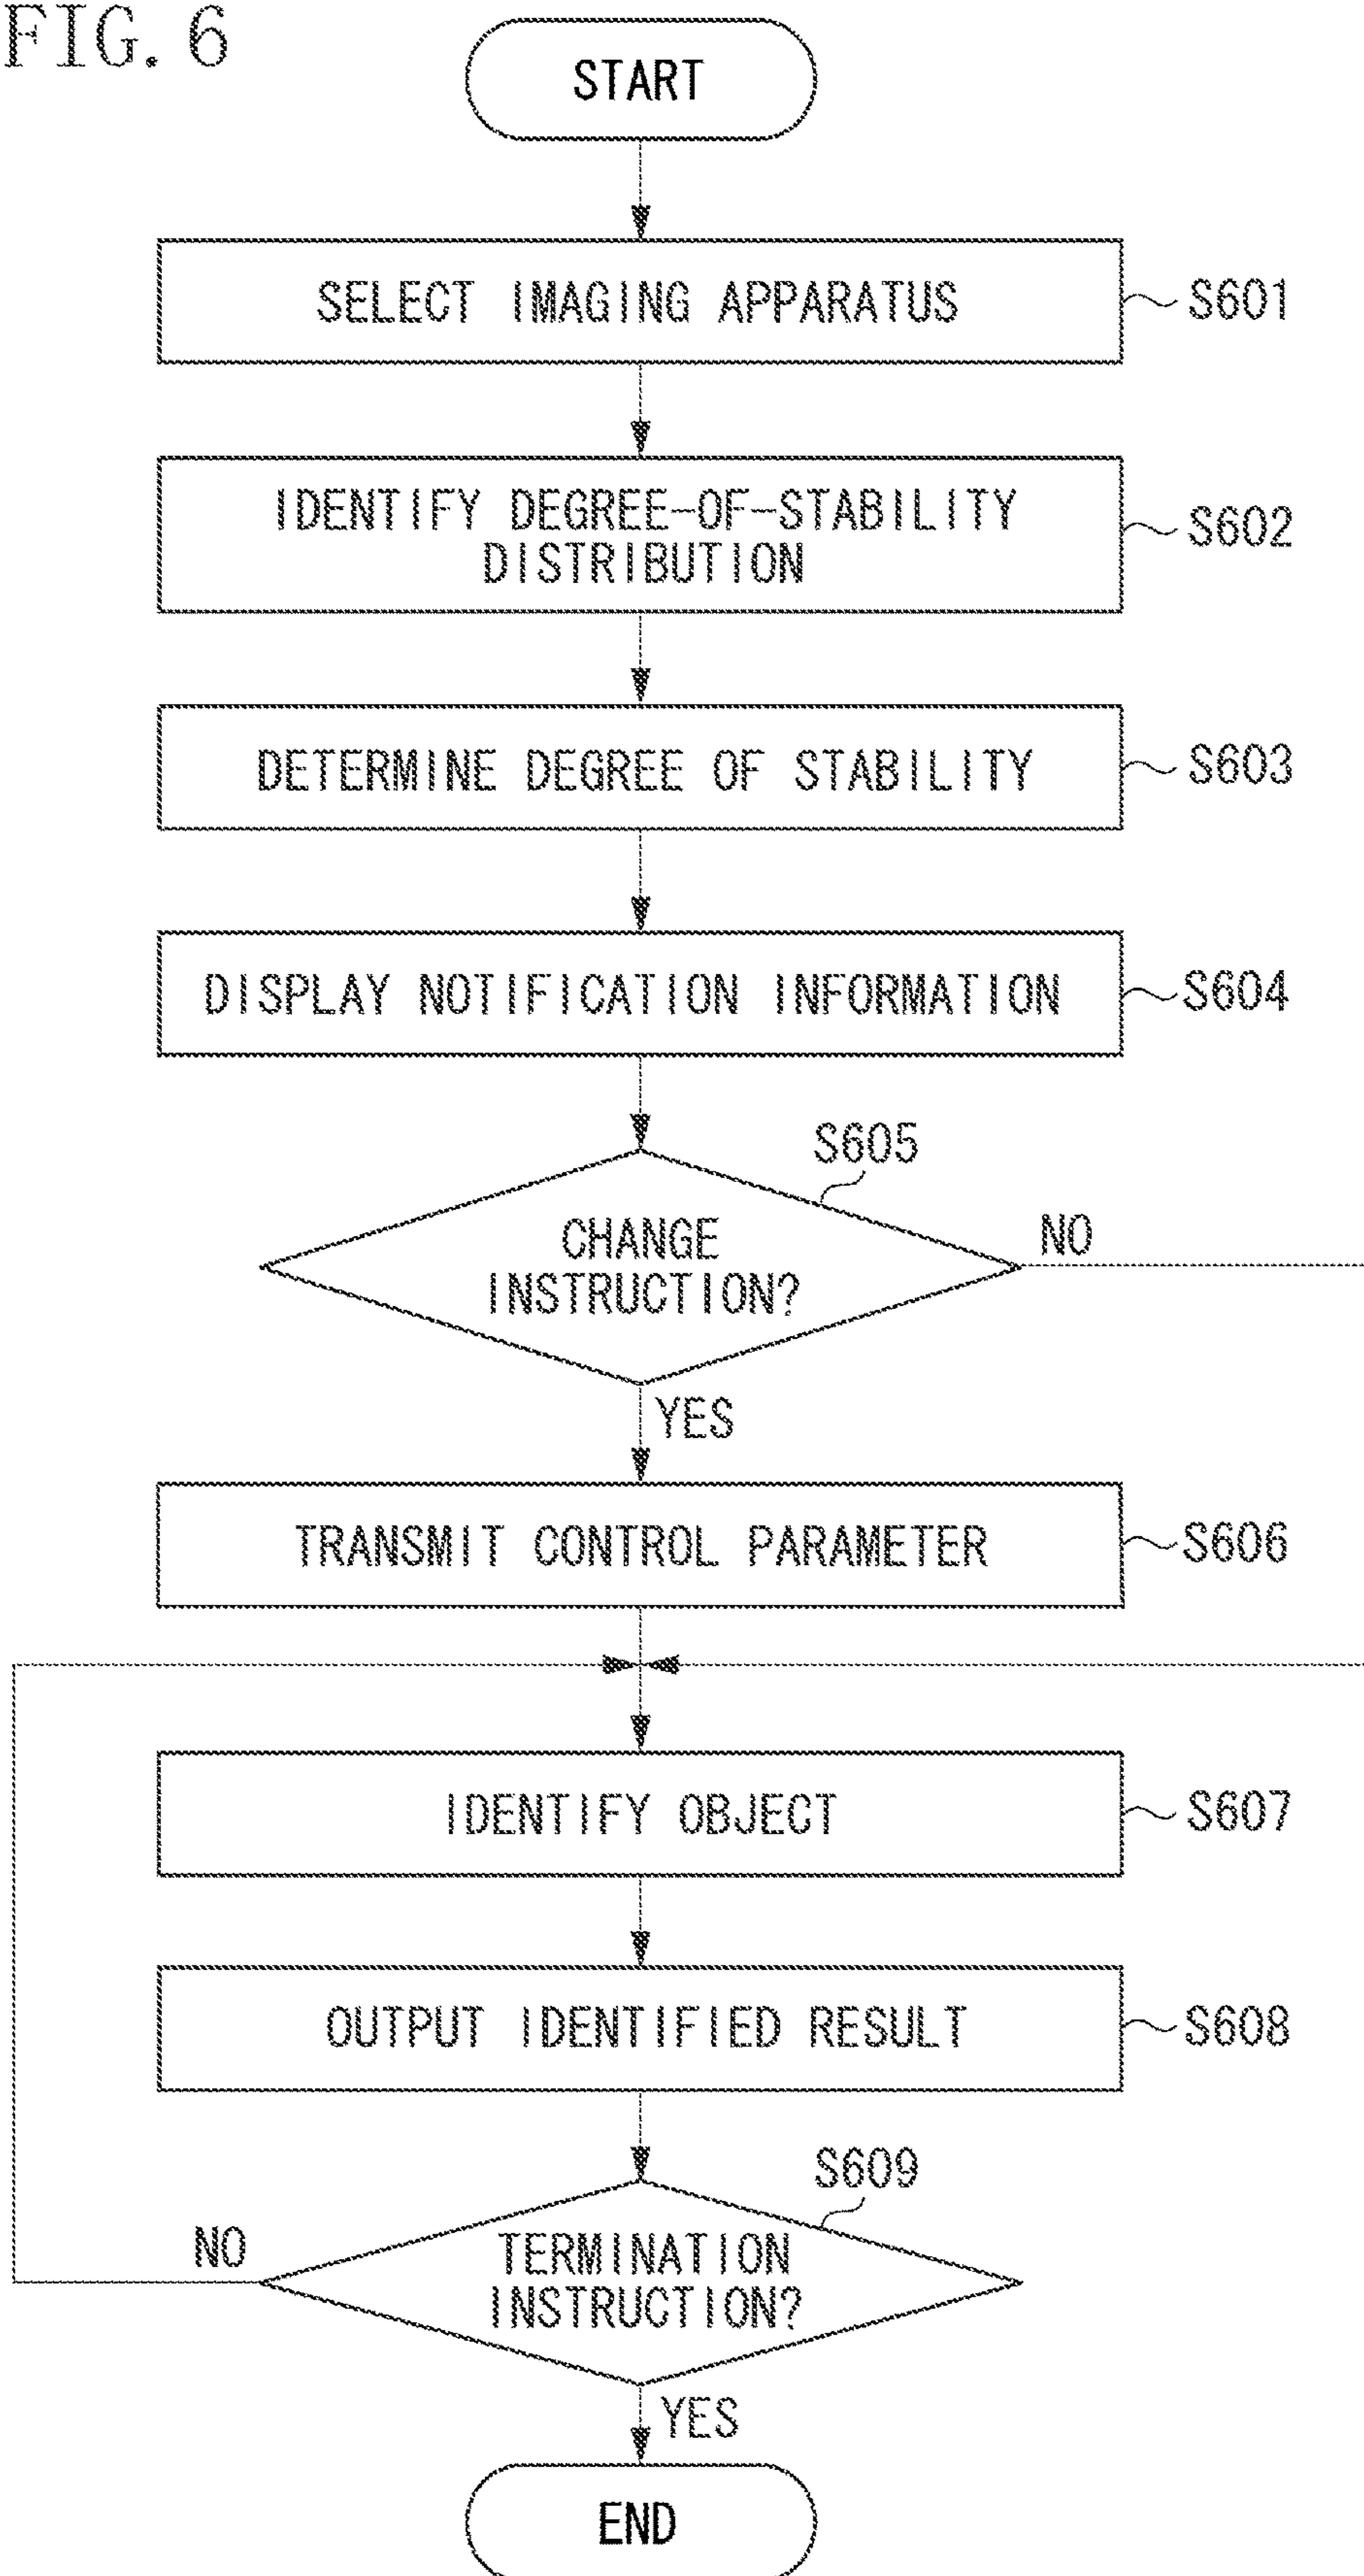 FIG. 6
START
SELECT IMAGING APPARATUS
S601
IDENTIFY DEGREE-OF-STABILITY
DISTRIBUTION
S602
DETERMINE DEGREE OF STABILITY
S603
DISPLAY NOTIFICATION INFORMATION
S604
S605
CHANGE
INSTRUCTION?
NO
YES
TRANSMIT CONTROL PARAMETER
S606
IDENTIFY OBJECT
S607
OUTPUT IDENTIFIED RESULT
S608
S609
NO
TERMINATION
INSTRUCTION?
YES
END